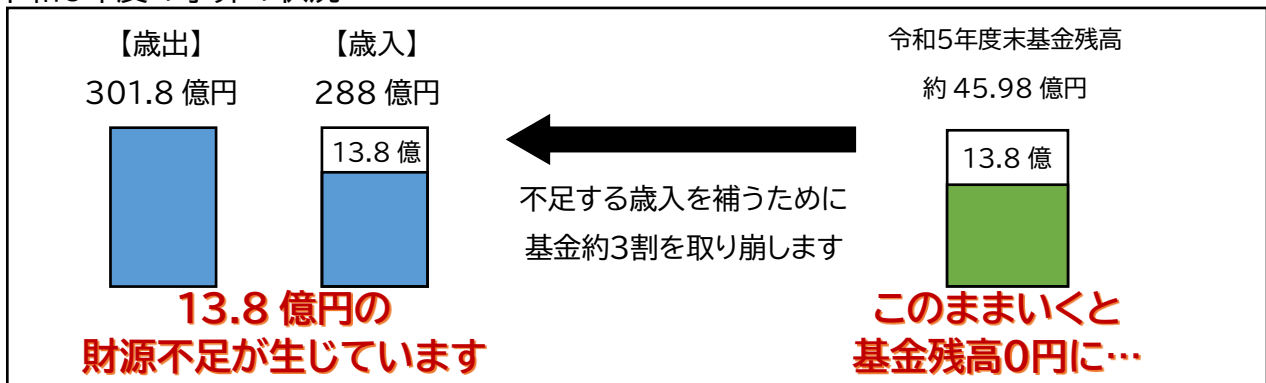 【歳出】
301.8 億円
【歳入】
288 億円
13.8 億
不足する歳入を補うために
基金約3割を取り崩します
令和5年度末基金残高
約 45.98 億円
13.8 億
13.8 億円の
財源不足が生じています
このままいくと
基金残高0円に…